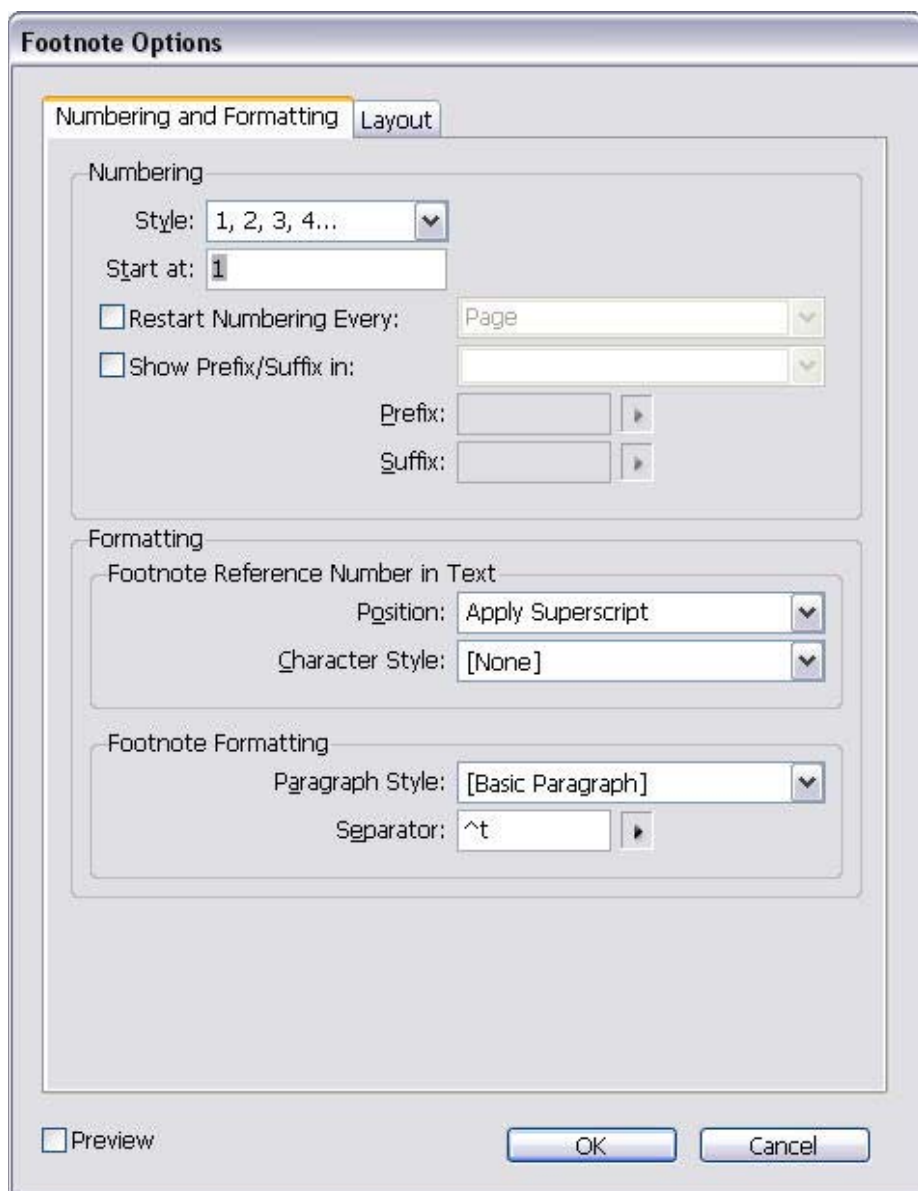 Footnote Options
Numbering and Formatting Layout
Numbering
Style: 1, 2, 3, 4...
Start at: 1
Restart Numbering Every: Page
Show Prefix/Suffix in:
Prefix:
Suffix:
Formatting
Footnote Reference Number in Text
Position: Apply Superscript
Character Style: [None]
Footnote Formatting
Paragraph Style: [Basic Paragraph]
Separator: ^t
Preview OK Cancel